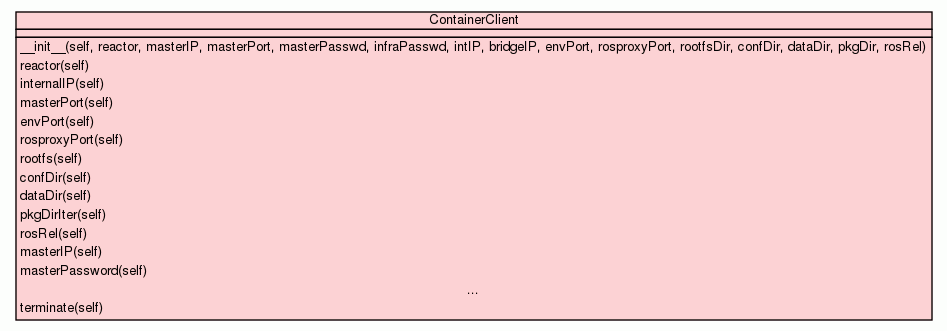 ContainerClient
__init__(self, reactor, masterIP, masterPort, masterPasswd, infraPasswd, intIP, bridgeIP, envPort, rosproxyPort, rootfsDir, confDir, dataDir, pkgDir, rosRel)
reactor(self)
internalIP(self)
masterPort(self)
envPort(self)
rosproxyPort(self)
rootfs(self)
confDir(self)
dataDir(self)
pkgDirIter(self)
rosRel(self)
masterIP(self)
masterPassword(self)
...
terminate(self)